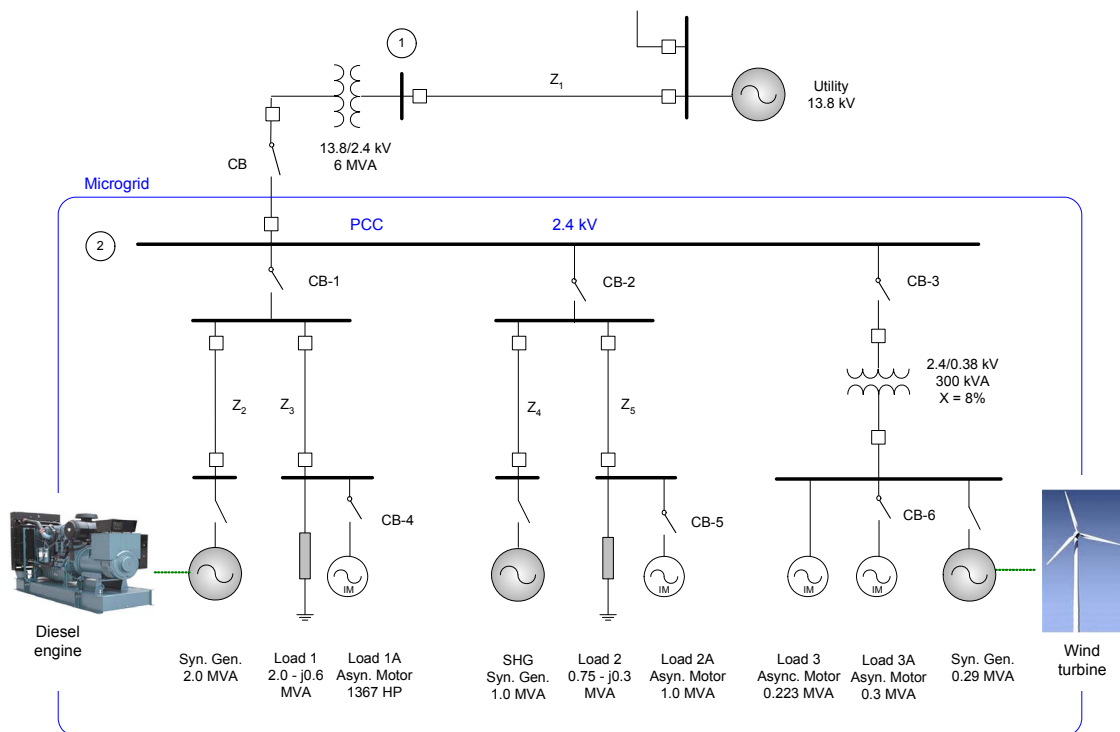 1
Z1
Utility
13.8 kV
13.8/2.4 kV
6 MVA
CB
Microgrid
PCC
2.4 kV
2
CB-1
CB-2
CB-3
2.4/0.38 kV
300 kVA
X = 8%
Z2
Z3
Z4
Z5
CB-4
CB-5
CB-6
IM
IM
IM
IM
Diesel
engine
Syn. Gen.
2.0 MVA
Load 1
2.0 - j0.6
MVA
Load 1A
Asyn. Motor
1367 HP
SHG
Syn. Gen.
1.0 MVA
Load 2
0.75 - j0.3
MVA
Load 2A
Asyn. Motor
1.0 MVA
Load 3
Async. Motor
0.223 MVA
Load 3A
Asyn. Motor
0.3 MVA
Syn. Gen.
0.29 MVA
Wind
turbine